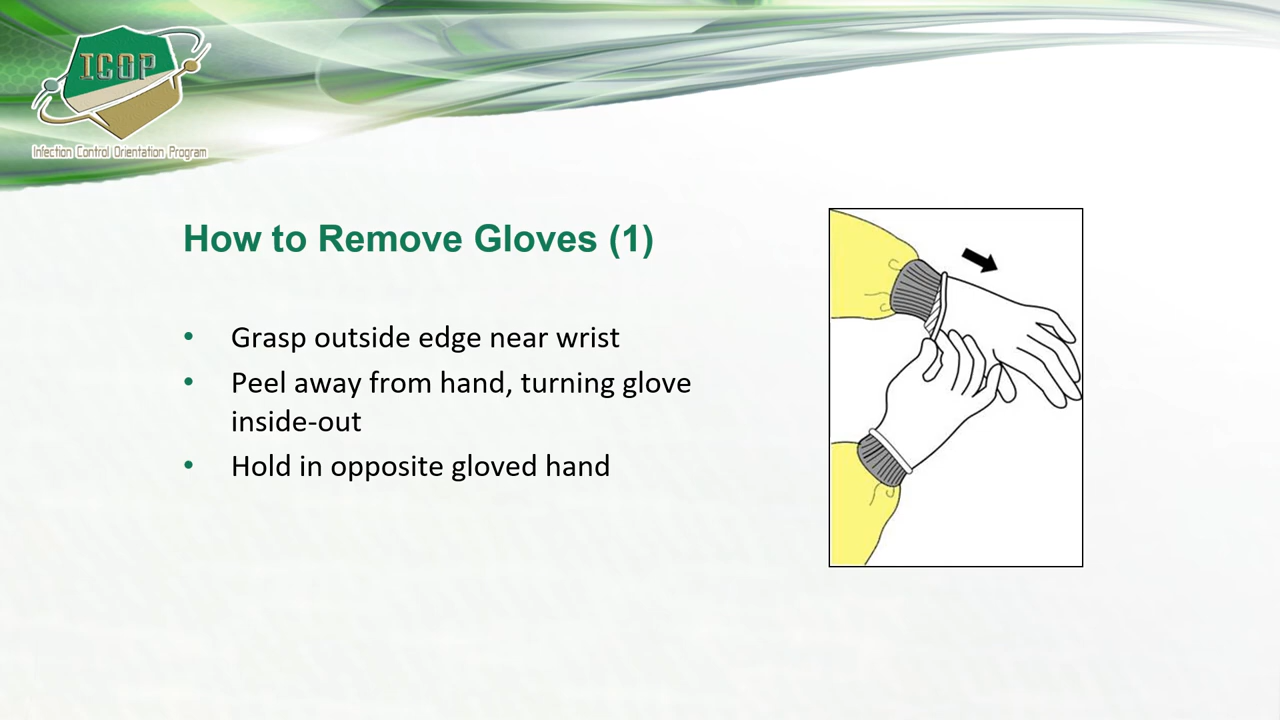 ICOP
Infection Control Orientation Program
How to Remove Gloves (1)
• Grasp outside edge near wrist
• Peel away from hand, turning glove
inside-out
• Hold in opposite gloved hand